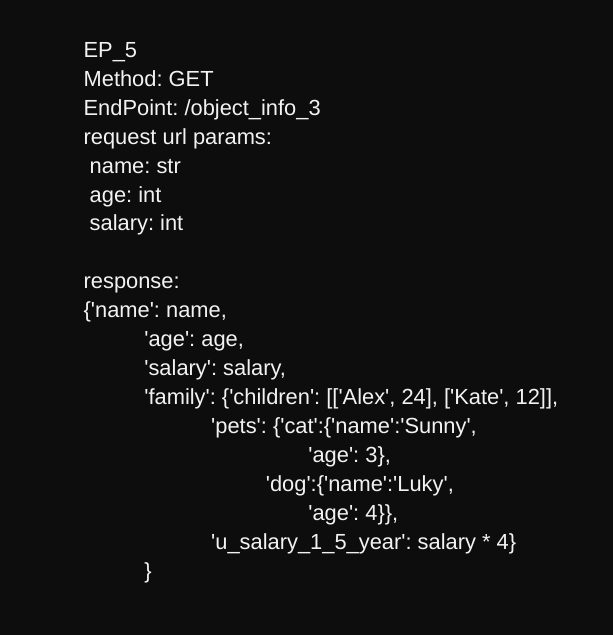 EP_5
Method: GET
EndPoint: /object_info_3
request url params:
name: str
age: int
salary: int
response:
{'name': name,
'age': age,
'salary': salary,
'family': {'children': [['Alex', 24], ['Kate', 12]],
'pets': {'cat':{'name':'Sunny',
'age': 3},
'dog':{'name':'Luky',
'age': 4}},
'u_salary_1_5_year': salary * 4}
}